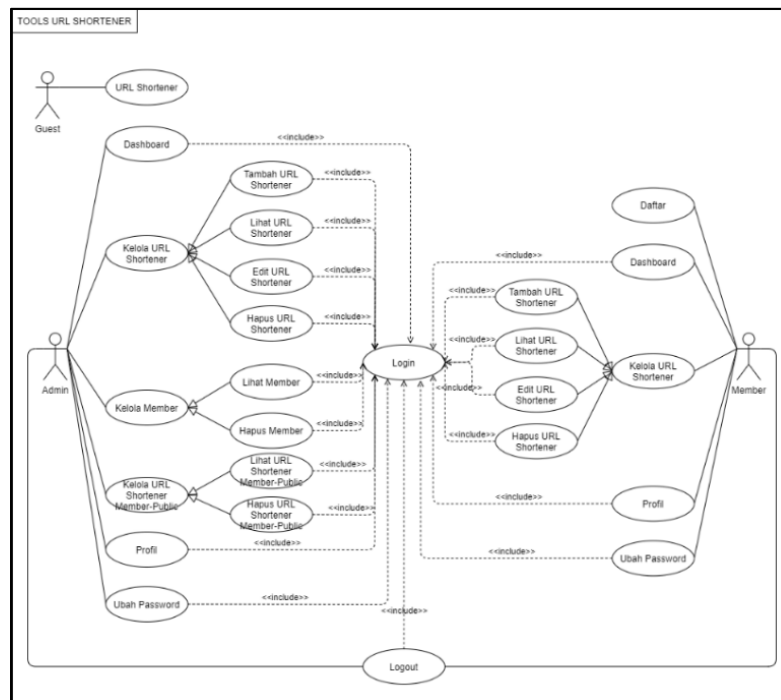 TOOLS URL SHORTENER
URL Shortener
Guest
Dashboard
<<include>>
Tambah URL
Shortener
<<include>>
Lihat URL
Shortener
<<include>>
Kelola URL
Shortener
Edit URL
Shortener
<<include>>
Hapus URL
Shortener
<<include>>
Admin
Login
Lihat Member
<<include>>
Kelola Member
Hapus Member
<<include>>
Lihat URL
Shortener
Member-Public
<<include>>
Kelola URL
Shortener
Member-Public
Hapus URL
Shortener
Member-Public
<<include>>
Profil
<<include>>
Ubah Password
<<include>>
<<include>>
Logout
Daftar
Dashboard
<<include>>
Tambah URL
Shortener
<<include>>
Lihat URL
Shortener
<<include>>
Kelola URL
Shortener
Member
Edit URL
Shortener
<<include>>
Hapus URL
Shortener
<<include>>
Profil
<<include>>
Ubah Password
<<include>>